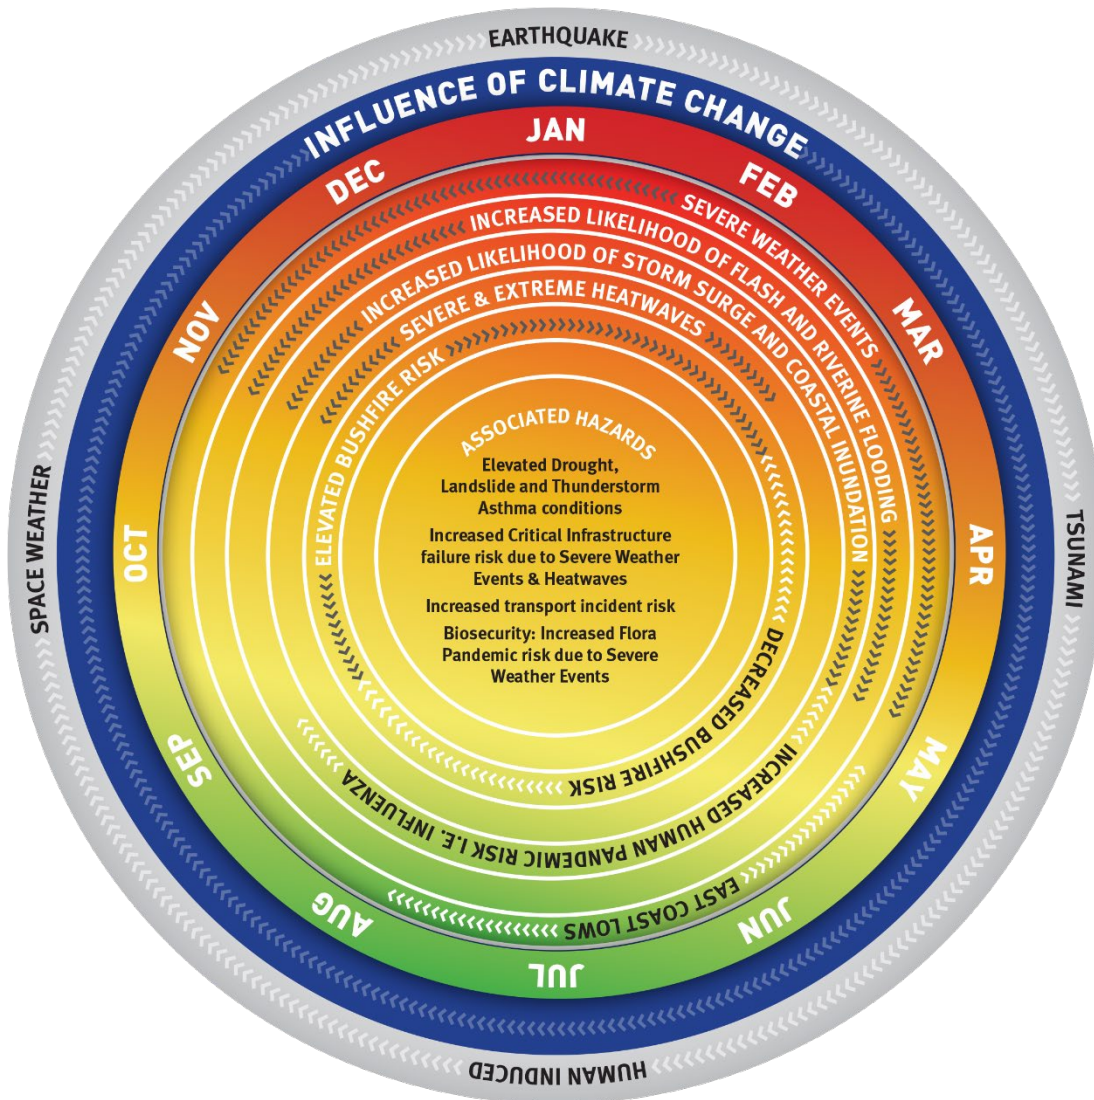 EARTHQUAKE
TSUNAMI
HUMAN INDUCED
SPACE WEATHER
INFLUENCE OF CLIMATE CHANGE
JAN
FEB
MAR
APR
MAY
JUN
JUL
AUG
SEP
OCT
NOV
DEC
SEVERE WEATHER EVENTS
EAST COAST LOWS
INCREASED LIKELIHOOD OF FLASH AND RIVERINE FLOODING
INCREASED LIKELIHOOD OF STORM SURGE AND COASTAL INUNDATION
INCREASED HUMAN PANDEMIC RISK I.E. INFLUENZA
SEVERE & EXTREME HEATWAVES
ELEVATED BUSHFIRE RISK
DECREASED BUSHFIRE RISK
ASSOCIATED HAZARDS
Elevated Drought,
Landslide and Thunderstorm
Asthma conditions
Increased Critical Infrastructure
failure risk due to Severe Weather
Events & Heatwaves
Increased transport incident risk
Biosecurity: Increased Flora
Pandemic risk due to Severe
Weather Events